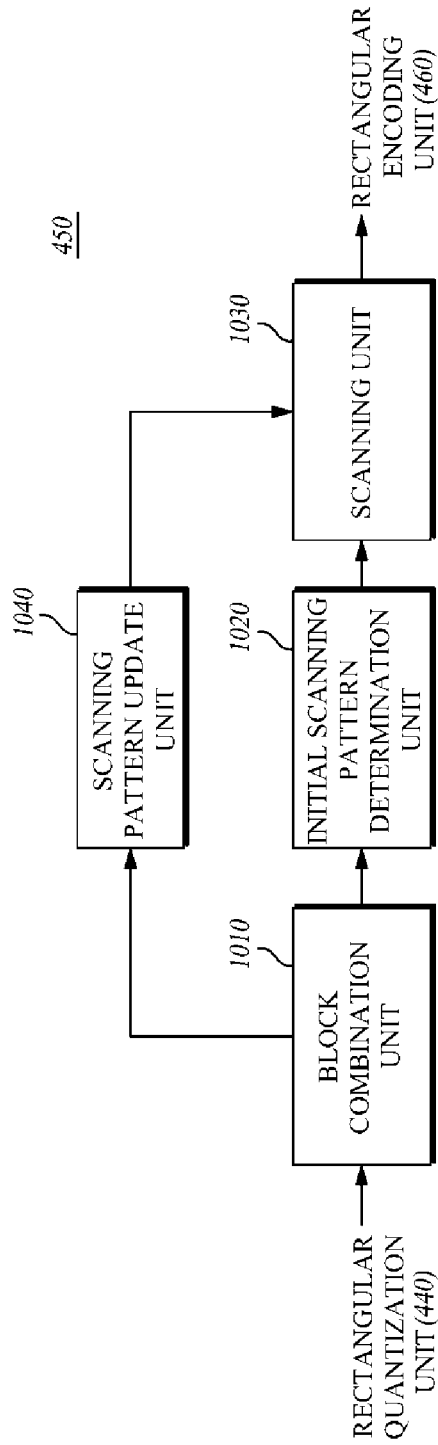 450
RECTANGULAR
QUANTIZATION
UNIT (440)
1010
BLOCK
COMBINATION
UNIT
1040
SCANNING
PATTERN UPDATE
UNIT
1020
INITIAL SCANNING
PATTERN
DETERMINATION
UNIT
1030
SCANNING UNIT
RECTANGULAR
ENCODING
UNIT (460)